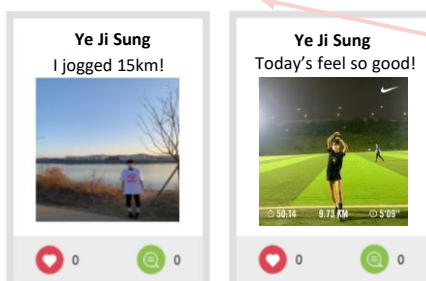 Ye Ji Sung
I jogged 15km!
0 0
Ye Ji Sung
Today's feel so good!
50:14 9.73 KM 5'09"
0 0